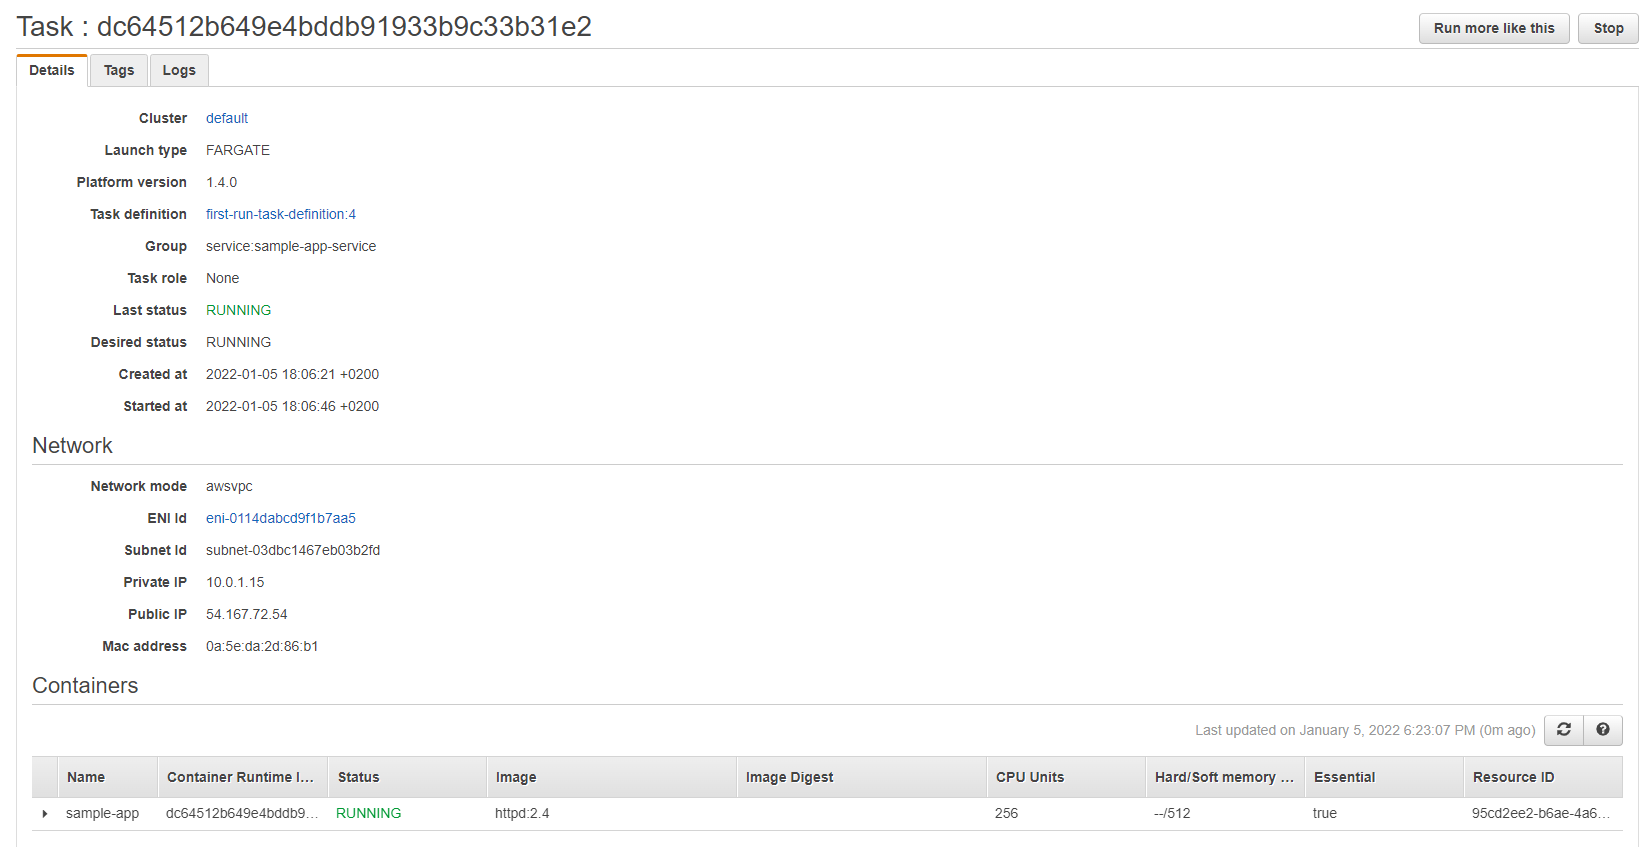 Task : dc64512b649e4bddb91933b9c33b31e2
Run more like this
Stop
Details
Tags
Logs
Cluster default
Launch type FARGATE
Platform version 1.4.0
Task definition first-run-task-definition:4
Group service:sample-app-service
Task role None
Last status RUNNING
Desired status RUNNING
Created at 2022-01-05 18:06:21 +0200
Started at 2022-01-05 18:06:46 +0200
Network
Network mode awsvpc
ENI Id eni-0114dabcd9f1b7aa5
Subnet Id subnet-03dbc1467eb03b2fd
Private IP 10.0.1.15
Public IP 54.167.72.54
Mac address 0a:5e:da:2d:86:b1
Containers
Last updated on January 5, 2022 6:23:07 PM (0m ago)
Name Container Runtime I... Status Image Image Digest CPU Units Hard/Soft memory ... Essential Resource ID
sample-app dc64512b649e4bddb9... RUNNING httpd:2.4 256 --/512 true 95cd2ee2-b6ae-4a6...